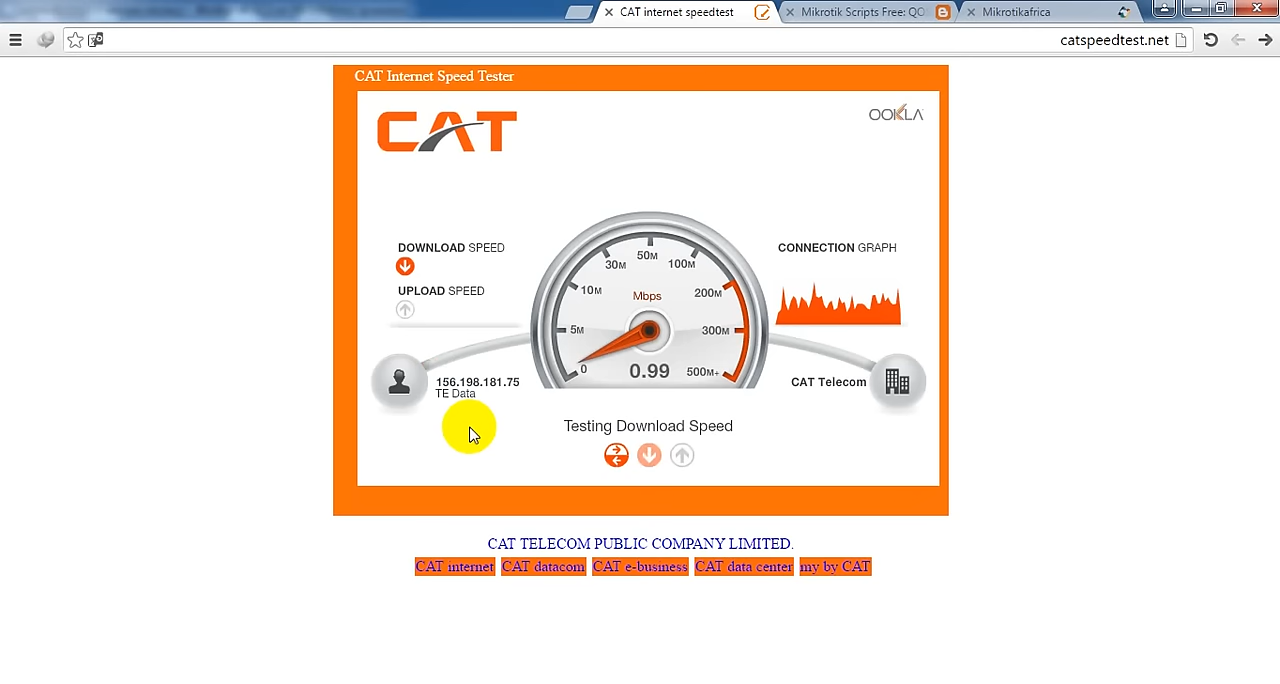 CAT internet speedtest
Mikrotik Scripts Free: QO
Mikrotikafrica
catspeedtest.net
CAT Internet Speed Tester
CAT
OOKLA
DOWNLOAD SPEED
UPLOAD SPEED
CONNECTION GRAPH
50M
30M
100M
10M
200M
Mbps
5M
300M
0
0.99
500M+
156.198.181.75
TE Data
CAT Telecom
Testing Download Speed
CAT TELECOM PUBLIC COMPANY LIMITED.
CAT internet CAT datacom CAT e-business CAT data center my by CAT